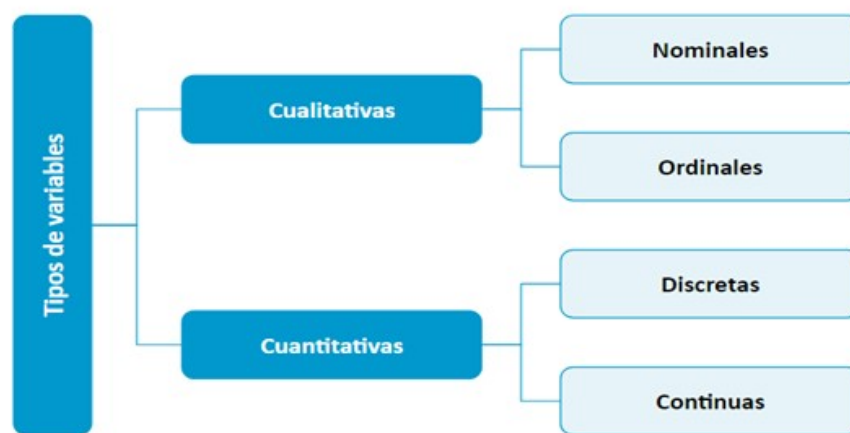 Tipos de variables
Cualitativas
Nominales
Ordinales
Cuantitativas
Discretas
Continuas